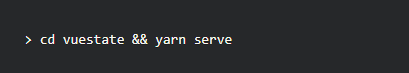 > cd vuestate && yarn serve